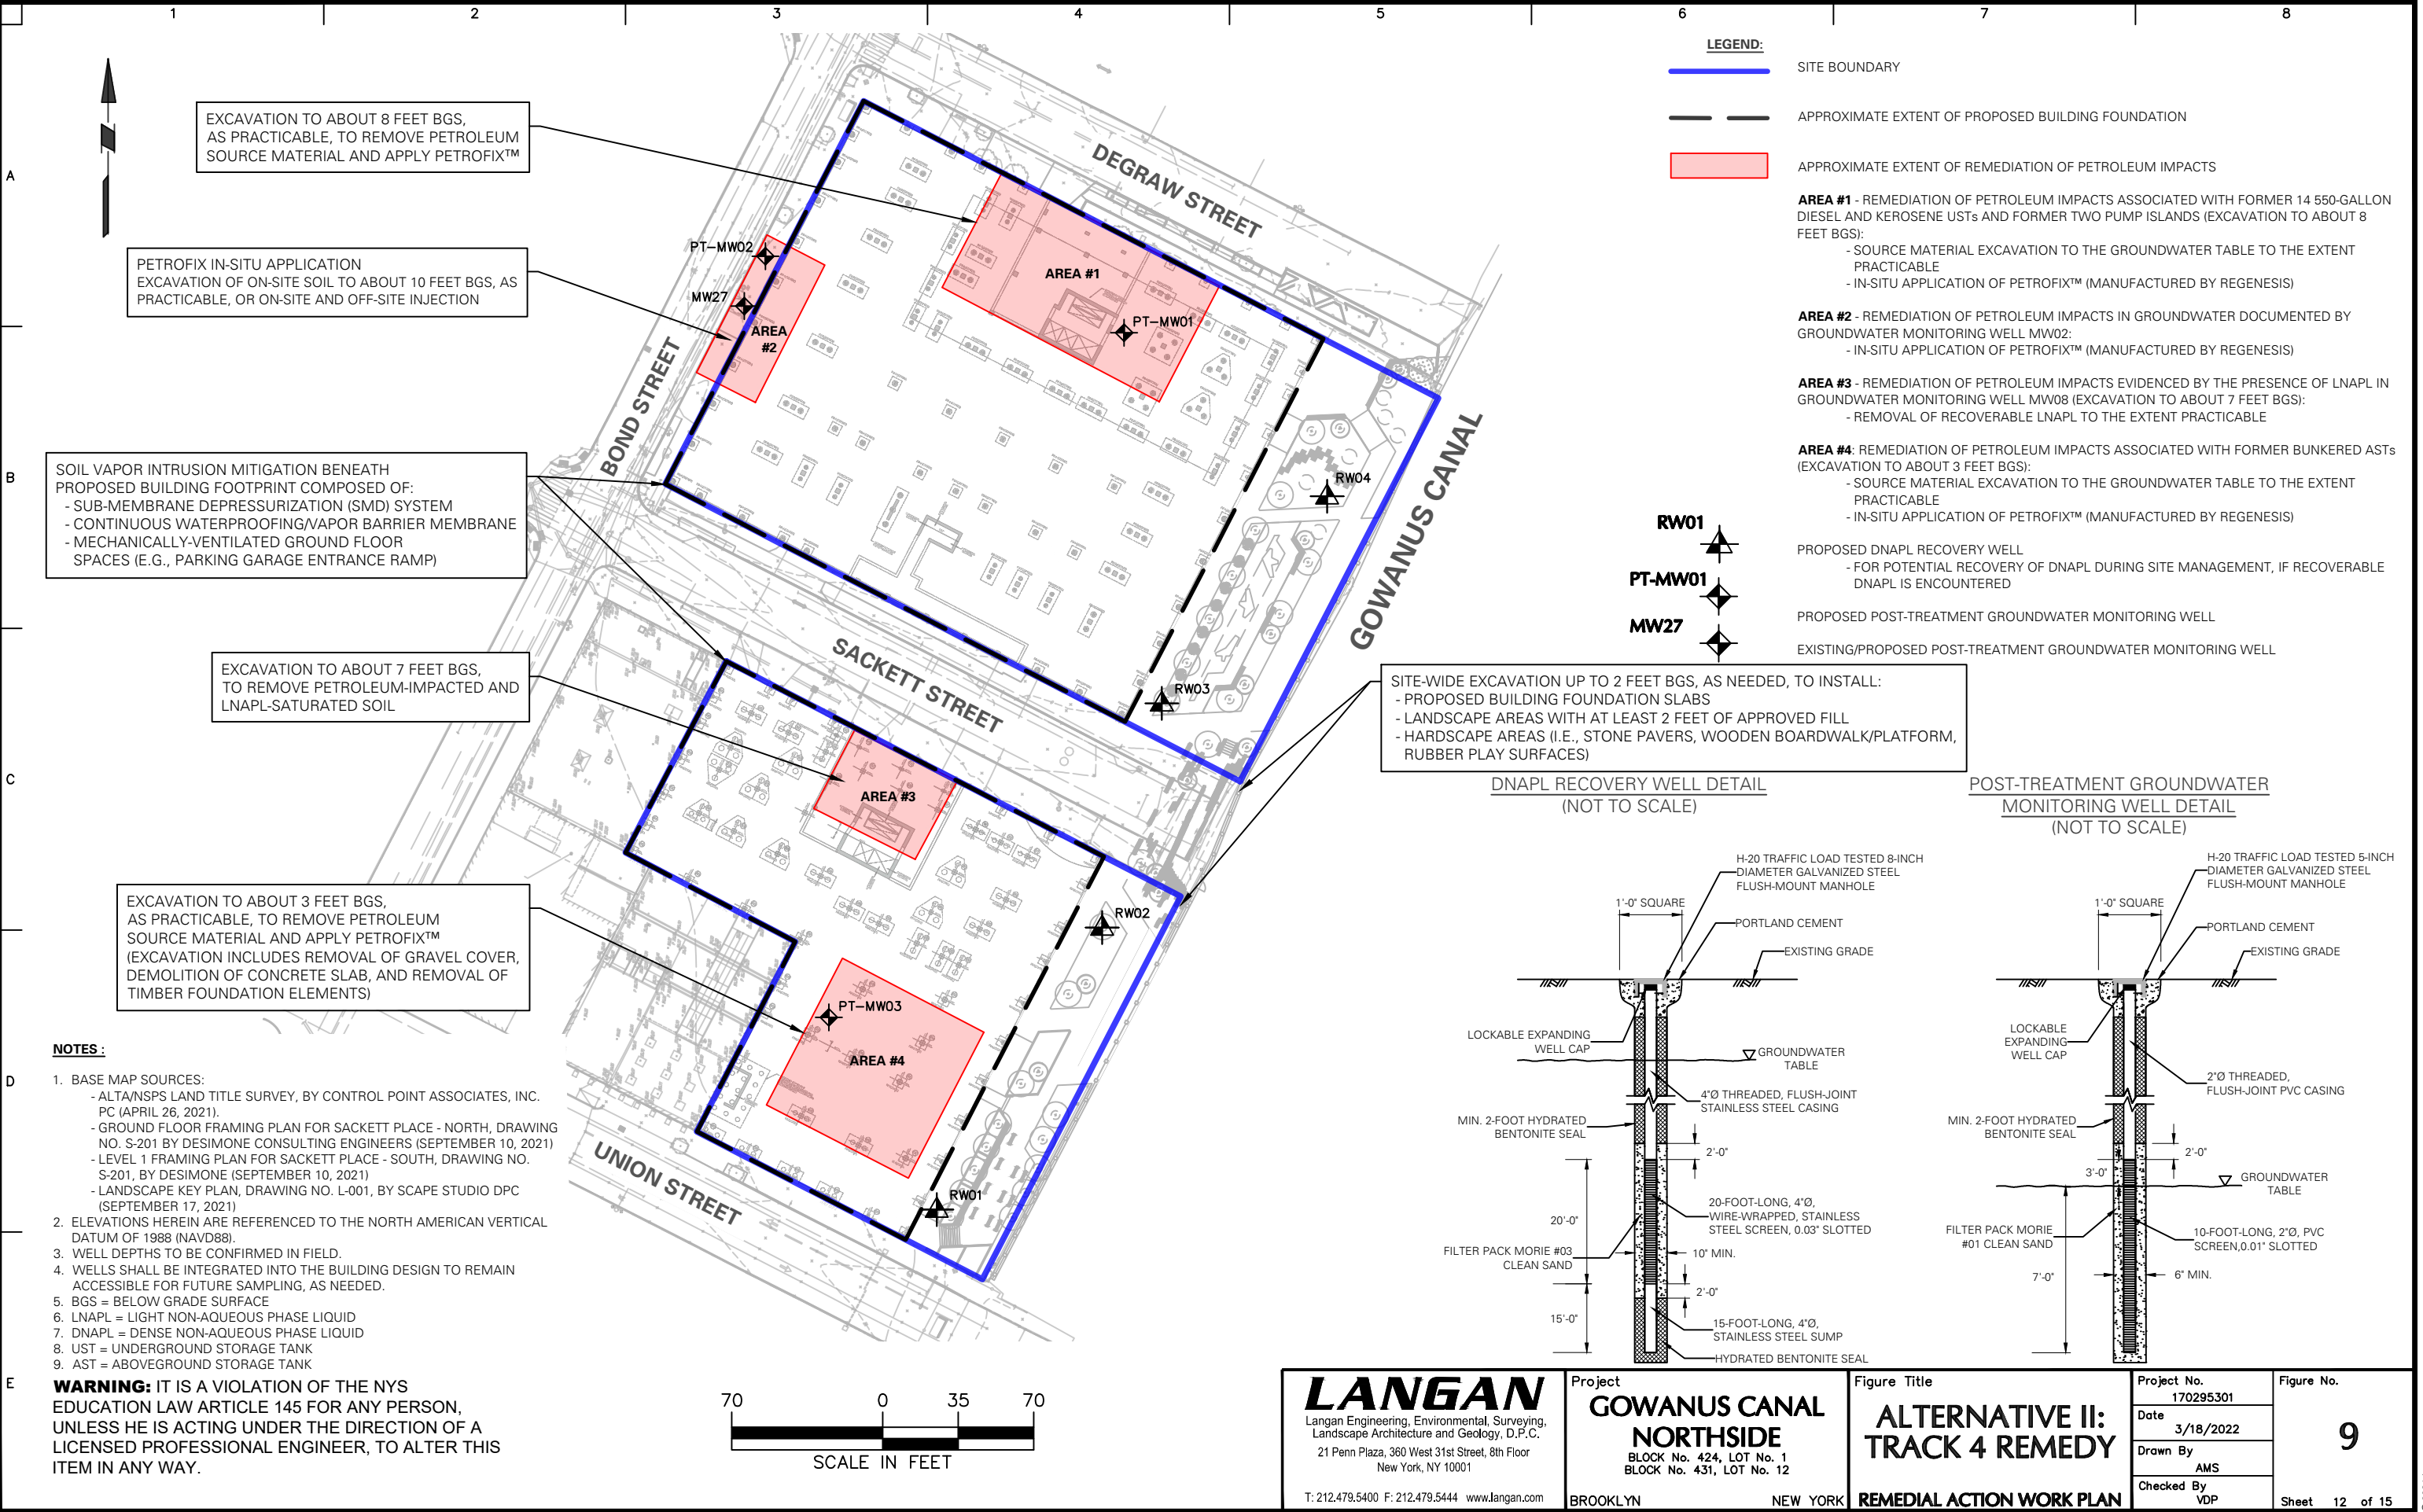 1 2 3 4 5 6 7 8
A
B
C
D
E
EXCAVATION TO ABOUT 8 FEET BGS,
AS PRACTICABLE, TO REMOVE PETROLEUM
SOURCE MATERIAL AND APPLY PETROFIX™
PETROFIX IN-SITU APPLICATION
EXCAVATION OF ON-SITE SOIL TO ABOUT 10 FEET BGS, AS
PRACTICABLE, OR ON-SITE AND OFF-SITE INJECTION
SOIL VAPOR INTRUSION MITIGATION BENEATH
PROPOSED BUILDING FOOTPRINT COMPOSED OF:
- SUB-MEMBRANE DEPRESSURIZATION (SMD) SYSTEM
- CONTINUOUS WATERPROOFING/VAPOR BARRIER MEMBRANE
- MECHANICALLY-VENTILATED GROUND FLOOR
SPACES (E.G., PARKING GARAGE ENTRANCE RAMP)
EXCAVATION TO ABOUT 7 FEET BGS,
TO REMOVE PETROLEUM-IMPACTED AND
LNAPL-SATURATED SOIL
EXCAVATION TO ABOUT 3 FEET BGS,
AS PRACTICABLE, TO REMOVE PETROLEUM
SOURCE MATERIAL AND APPLY PETROFIX™
(EXCAVATION INCLUDES REMOVAL OF GRAVEL COVER,
DEMOLITION OF CONCRETE SLAB, AND REMOVAL OF
TIMBER FOUNDATION ELEMENTS)
DEGRAW STREET
BOND STREET
SACKETT STREET
UNION STREET
GOWANUS CANAL
AREA #1
AREA
#2
AREA #3
AREA #4
PT-MW02
MW27
PT-MW01
RW04
RW03
RW02
PT-MW03
RW01
LEGEND:
SITE BOUNDARY
APPROXIMATE EXTENT OF PROPOSED BUILDING FOUNDATION
APPROXIMATE EXTENT OF REMEDIATION OF PETROLEUM IMPACTS
AREA #1 - REMEDIATION OF PETROLEUM IMPACTS ASSOCIATED WITH FORMER 14 550-GALLON
DIESEL AND KEROSENE USTs AND FORMER TWO PUMP ISLANDS (EXCAVATION TO ABOUT 8
FEET BGS):
- SOURCE MATERIAL EXCAVATION TO THE GROUNDWATER TABLE TO THE EXTENT
PRACTICABLE
- IN-SITU APPLICATION OF PETROFIX™ (MANUFACTURED BY REGENESIS)
AREA #2 - REMEDIATION OF PETROLEUM IMPACTS IN GROUNDWATER DOCUMENTED BY
GROUNDWATER MONITORING WELL MW02:
- IN-SITU APPLICATION OF PETROFIX™ (MANUFACTURED BY REGENESIS)
AREA #3 - REMEDIATION OF PETROLEUM IMPACTS EVIDENCED BY THE PRESENCE OF LNAPL IN
GROUNDWATER MONITORING WELL MW08 (EXCAVATION TO ABOUT 7 FEET BGS):
- REMOVAL OF RECOVERABLE LNAPL TO THE EXTENT PRACTICABLE
AREA #4: REMEDIATION OF PETROLEUM IMPACTS ASSOCIATED WITH FORMER BUNKERED ASTs
(EXCAVATION TO ABOUT 3 FEET BGS):
- SOURCE MATERIAL EXCAVATION TO THE GROUNDWATER TABLE TO THE EXTENT
PRACTICABLE
- IN-SITU APPLICATION OF PETROFIX™ (MANUFACTURED BY REGENESIS)
RW01
PROPOSED DNAPL RECOVERY WELL
- FOR POTENTIAL RECOVERY OF DNAPL DURING SITE MANAGEMENT, IF RECOVERABLE
DNAPL IS ENCOUNTERED
PT-MW01
PROPOSED POST-TREATMENT GROUNDWATER MONITORING WELL
MW27
EXISTING/PROPOSED POST-TREATMENT GROUNDWATER MONITORING WELL
SITE-WIDE EXCAVATION UP TO 2 FEET BGS, AS NEEDED, TO INSTALL:
- PROPOSED BUILDING FOUNDATION SLABS
- LANDSCAPE AREAS WITH AT LEAST 2 FEET OF APPROVED FILL
- HARDSCAPE AREAS (I.E., STONE PAVERS, WOODEN BOARDWALK/PLATFORM,
RUBBER PLAY SURFACES)
DNAPL RECOVERY WELL DETAIL
(NOT TO SCALE)
H-20 TRAFFIC LOAD TESTED 8-INCH
DIAMETER GALVANIZED STEEL
FLUSH-MOUNT MANHOLE
1'-0" SQUARE
PORTLAND CEMENT
EXISTING GRADE
LOCKABLE EXPANDING
WELL CAP
GROUNDWATER
TABLE
4"Ø THREADED, FLUSH-JOINT
STAINLESS STEEL CASING
MIN. 2-FOOT HYDRATED
BENTONITE SEAL
2'-0"
20'-0"
20-FOOT-LONG, 4"Ø,
WIRE-WRAPPED, STAINLESS
STEEL SCREEN, 0.03" SLOTTED
FILTER PACK MORIE #03
CLEAN SAND
10" MIN.
2'-0"
15'-0"
15-FOOT-LONG, 4"Ø,
STAINLESS STEEL SUMP
HYDRATED BENTONITE SEAL
POST-TREATMENT GROUNDWATER
MONITORING WELL DETAIL
(NOT TO SCALE)
H-20 TRAFFIC LOAD TESTED 5-INCH
DIAMETER GALVANIZED STEEL
FLUSH-MOUNT MANHOLE
1'-0" SQUARE
PORTLAND CEMENT
EXISTING GRADE
LOCKABLE
EXPANDING
WELL CAP
2"Ø THREADED,
FLUSH-JOINT PVC CASING
MIN. 2-FOOT HYDRATED
BENTONITE SEAL
2'-0"
3'-0"
GROUNDWATER
TABLE
FILTER PACK MORIE
#01 CLEAN SAND
10-FOOT-LONG, 2"Ø, PVC
SCREEN,0.01" SLOTTED
7'-0"
6" MIN.
NOTES :
1. BASE MAP SOURCES:
- ALTA/NSPS LAND TITLE SURVEY, BY CONTROL POINT ASSOCIATES, INC.
PC (APRIL 26, 2021).
- GROUND FLOOR FRAMING PLAN FOR SACKETT PLACE - NORTH, DRAWING
NO. S-201 BY DESIMONE CONSULTING ENGINEERS (SEPTEMBER 10, 2021)
- LEVEL 1 FRAMING PLAN FOR SACKETT PLACE - SOUTH, DRAWING NO.
S-201, BY DESIMONE (SEPTEMBER 10, 2021)
- LANDSCAPE KEY PLAN, DRAWING NO. L-001, BY SCAPE STUDIO DPC
(SEPTEMBER 17, 2021)
2. ELEVATIONS HEREIN ARE REFERENCED TO THE NORTH AMERICAN VERTICAL
DATUM OF 1988 (NAVD88).
3. WELL DEPTHS TO BE CONFIRMED IN FIELD.
4. WELLS SHALL BE INTEGRATED INTO THE BUILDING DESIGN TO REMAIN
ACCESSIBLE FOR FUTURE SAMPLING, AS NEEDED.
5. BGS = BELOW GRADE SURFACE
6. LNAPL = LIGHT NON-AQUEOUS PHASE LIQUID
7. DNAPL = DENSE NON-AQUEOUS PHASE LIQUID
8. UST = UNDERGROUND STORAGE TANK
9. AST = ABOVEGROUND STORAGE TANK
WARNING: IT IS A VIOLATION OF THE NYS
EDUCATION LAW ARTICLE 145 FOR ANY PERSON,
UNLESS HE IS ACTING UNDER THE DIRECTION OF A
LICENSED PROFESSIONAL ENGINEER, TO ALTER THIS
ITEM IN ANY WAY.
70 0 35 70
SCALE IN FEET
LANGAN
Langan Engineering, Environmental, Surveying,
Landscape Architecture and Geology, D.P.C.
21 Penn Plaza, 360 West 31st Street, 8th Floor
New York, NY 10001
T: 212.479.5400 F: 212.479.5444 www.langan.com
Project
GOWANUS CANAL
NORTHSIDE
BLOCK No. 424, LOT No. 1
BLOCK No. 431, LOT No. 12
BROOKLYN NEW YORK
Figure Title
ALTERNATIVE II:
TRACK 4 REMEDY
REMEDIAL ACTION WORK PLAN
Project No.
170295301
Date
3/18/2022
Drawn By
AMS
Checked By
VDP
Figure No.
9
Sheet 12 of 15